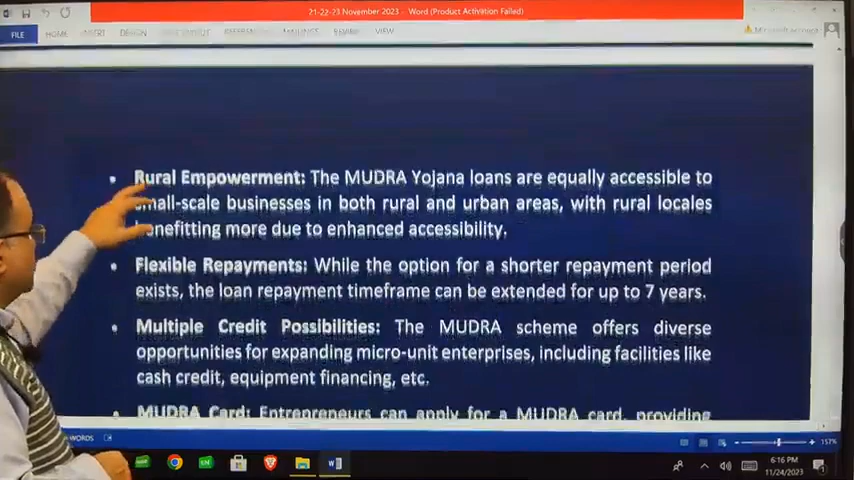 21-22-23 November 2023 - Word (Product Activation Failed)
FILE HOME INSERT DESIGN PAGE LAYOUT REFERENCES MAILINGS REVIEW VIEW Microsoft account
• Rural Empowerment: The MUDRA Yojana loans are equally accessible to
small-scale businesses in both rural and urban areas, with rural locales
benefitting more due to enhanced accessibility.
• Flexible Repayments: While the option for a shorter repayment period
exists, the loan repayment timeframe can be extended for up to 7 years.
• Multiple Credit Possibilities: The MUDRA scheme offers diverse
opportunities for expanding micro-unit enterprises, including facilities like
cash credit, equipment financing, etc.
• MUDRA Card: Entrepreneurs can apply for a MUDRA card, providing
WORDS
157%
6:16 PM
11/24/2023